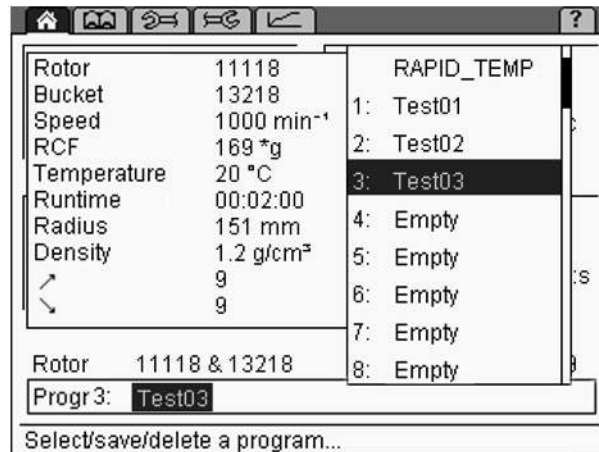 ?
Rotor 11118
Bucket 13218
Speed 1000 min⁻¹
RCF 169 *g
Temperature 20 °C
Runtime 00:02:00
Radius 151 mm
Density 1.2 g/cm³
↗ 9
↘ 9
RAPID_TEMP
1: Test01
2: Test02
3: Test03
4: Empty
5: Empty
6: Empty
7: Empty
8: Empty
Rotor 11118 & 13218
Progr 3: Test03
Select/save/delete a program...